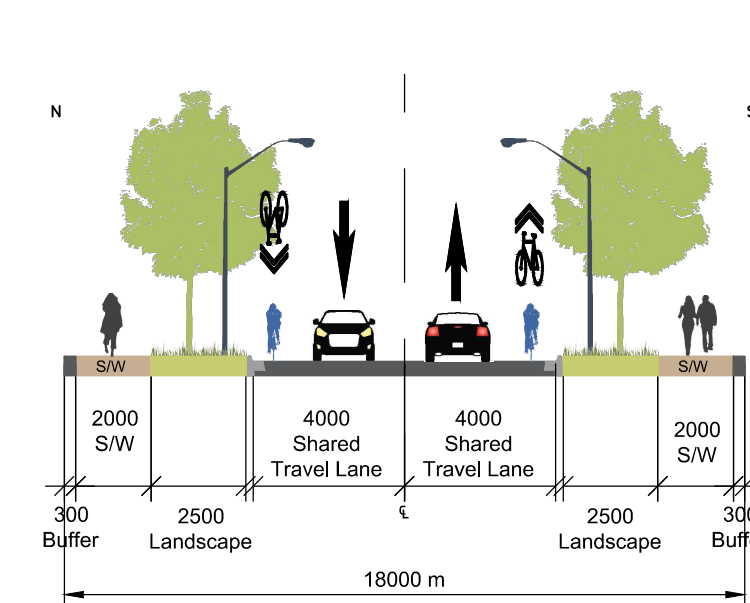 N
S/W
S/W
2000
S/W
4000
Shared
Travel Lane
4000
Shared
Travel Lane
2000
S/W
300
Buffer
2500
Landscape
℄
2500
Landscape
18000 m